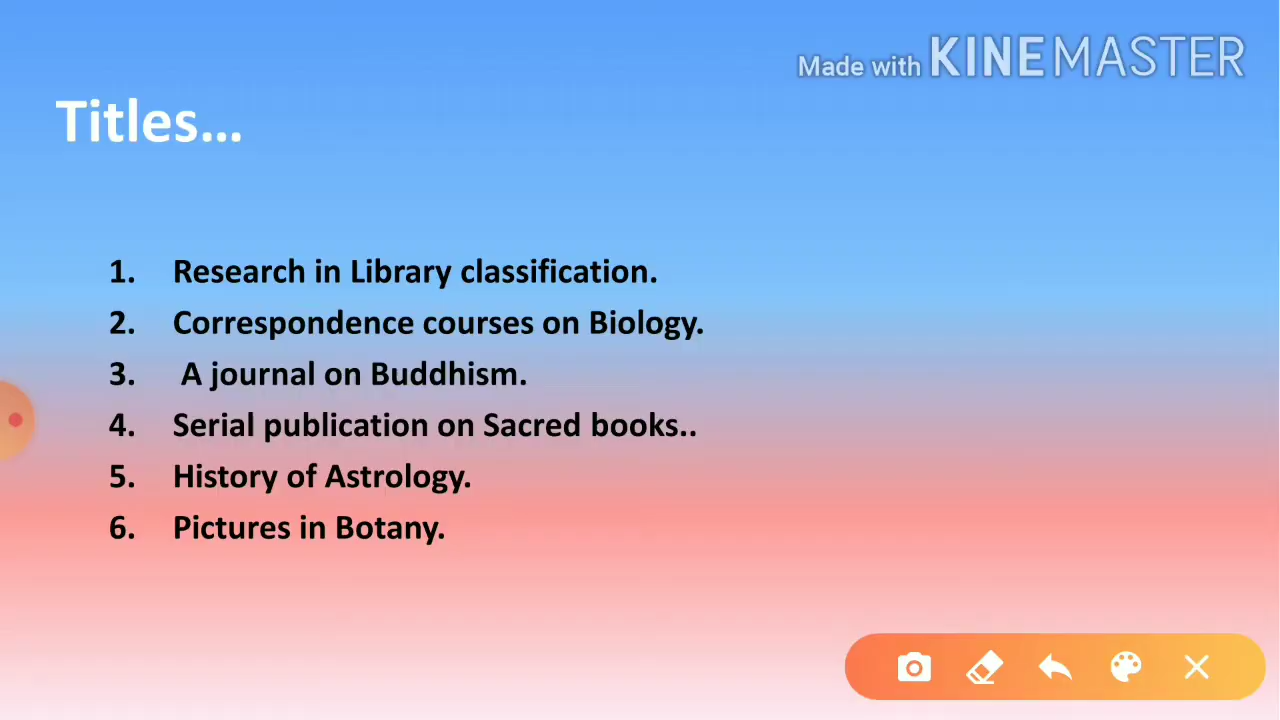 Made with KINEMASTER
Titles...
1. Research in Library classification.
2. Correspondence courses on Biology.
3. A journal on Buddhism.
4. Serial publication on Sacred books..
5. History of Astrology.
6. Pictures in Botany.